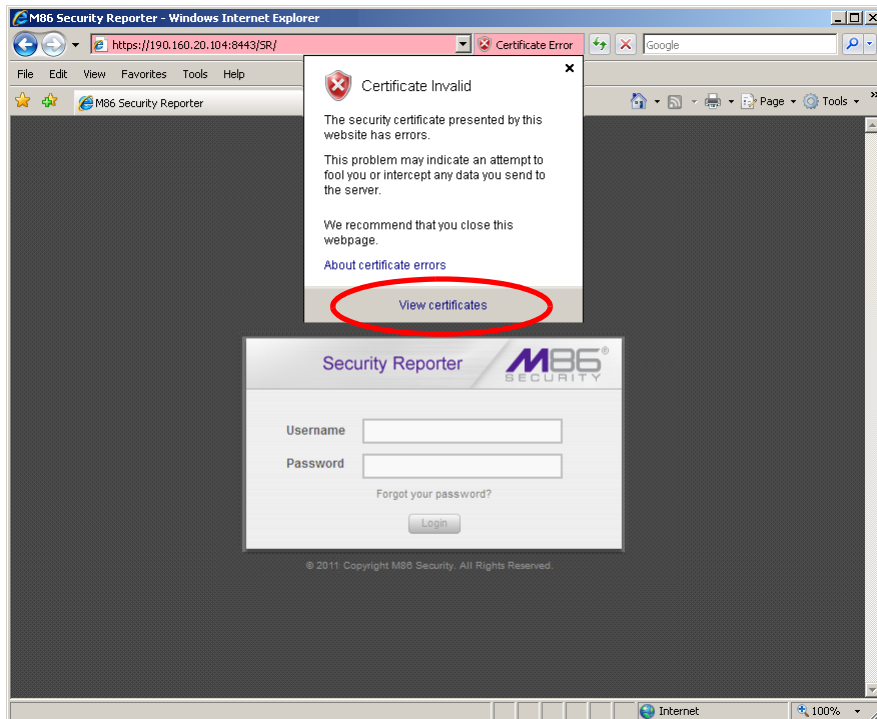 M86 Security Reporter - Windows Internet Explorer
https://190.160.20.104:8443/SR/
Certificate Error
Google
File Edit View Favorites Tools Help
M86 Security Reporter
Page
Tools
»
Certificate Invalid
The security certificate presented by this
website has errors.
This problem may indicate an attempt to
fool you or intercept any data you send to
the server.
We recommend that you close this
webpage.
About certificate errors
View certificates
Security Reporter
M86®
SECURITY
Username
Password
Forgot your password?
Login
© 2011 Copyright M86 Security. All Rights Reserved.
Internet
100%